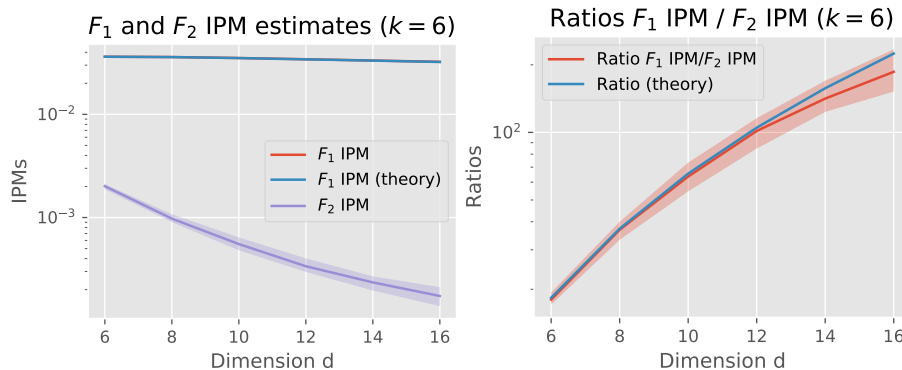 F₁ and F₂ IPM estimates (k = 6)
IPMs
10⁻²
10⁻³
F₁ IPM
F₁ IPM (theory)
F₂ IPM
6 8 10 12 14 16
Dimension d
Ratios F₁ IPM / F₂ IPM (k = 6)
Ratios
10²
Ratio F₁ IPM/F₂ IPM
Ratio (theory)
6 8 10 12 14 16
Dimension d